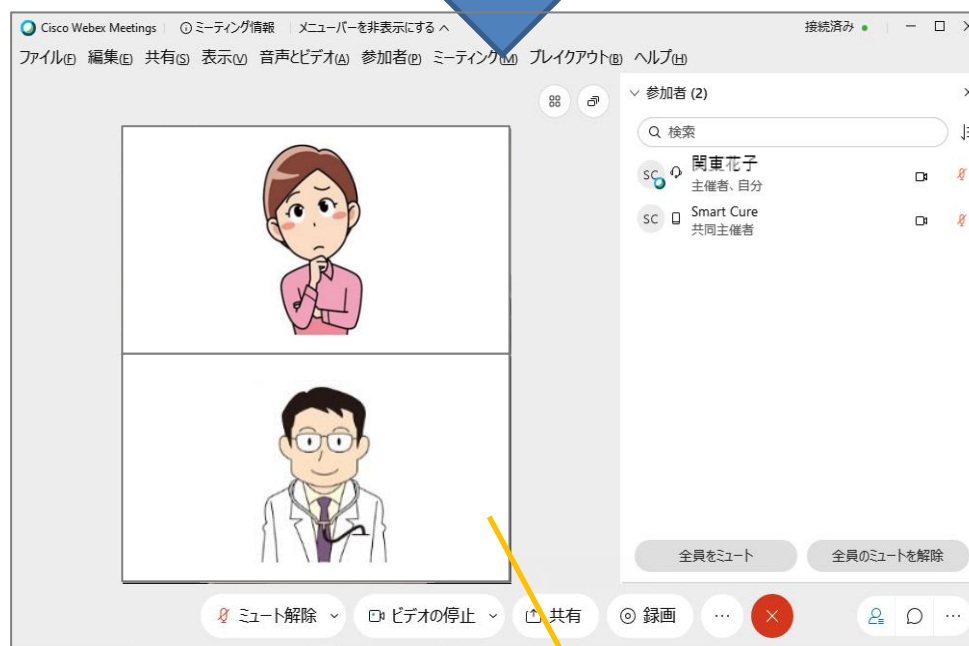 Cisco Webex Meetings ミーティング情報 メニューバーを非表示にする 接続済み
ファイル(F) 編集(E) 共有(S) 表示(V) 音声とビデオ(A) 参加者(P) ミーティング(M) ブレイクアウト(B) ヘルプ(H)
参加者 (2)
検索
SC 関東花子
主催者、自分
SC Smart Cure
共同主催者
全員をミュート 全員のミュートを解除
ミュート解除 ビデオの停止 共有 録画